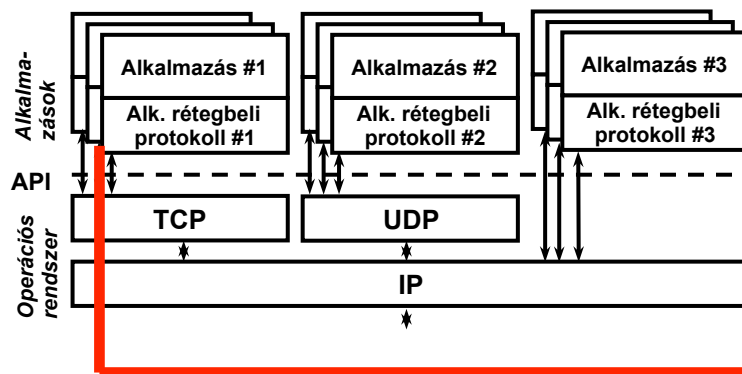 Alkalma-
zások
Alkalmazás #1
Alk. rétegbeli
protokoll #1
Alkalmazás #2
Alk. rétegbeli
protokoll #2
Alkalmazás #3
Alk. rétegbeli
protokoll #3
API
Operációs
rendszer
TCP
UDP
IP